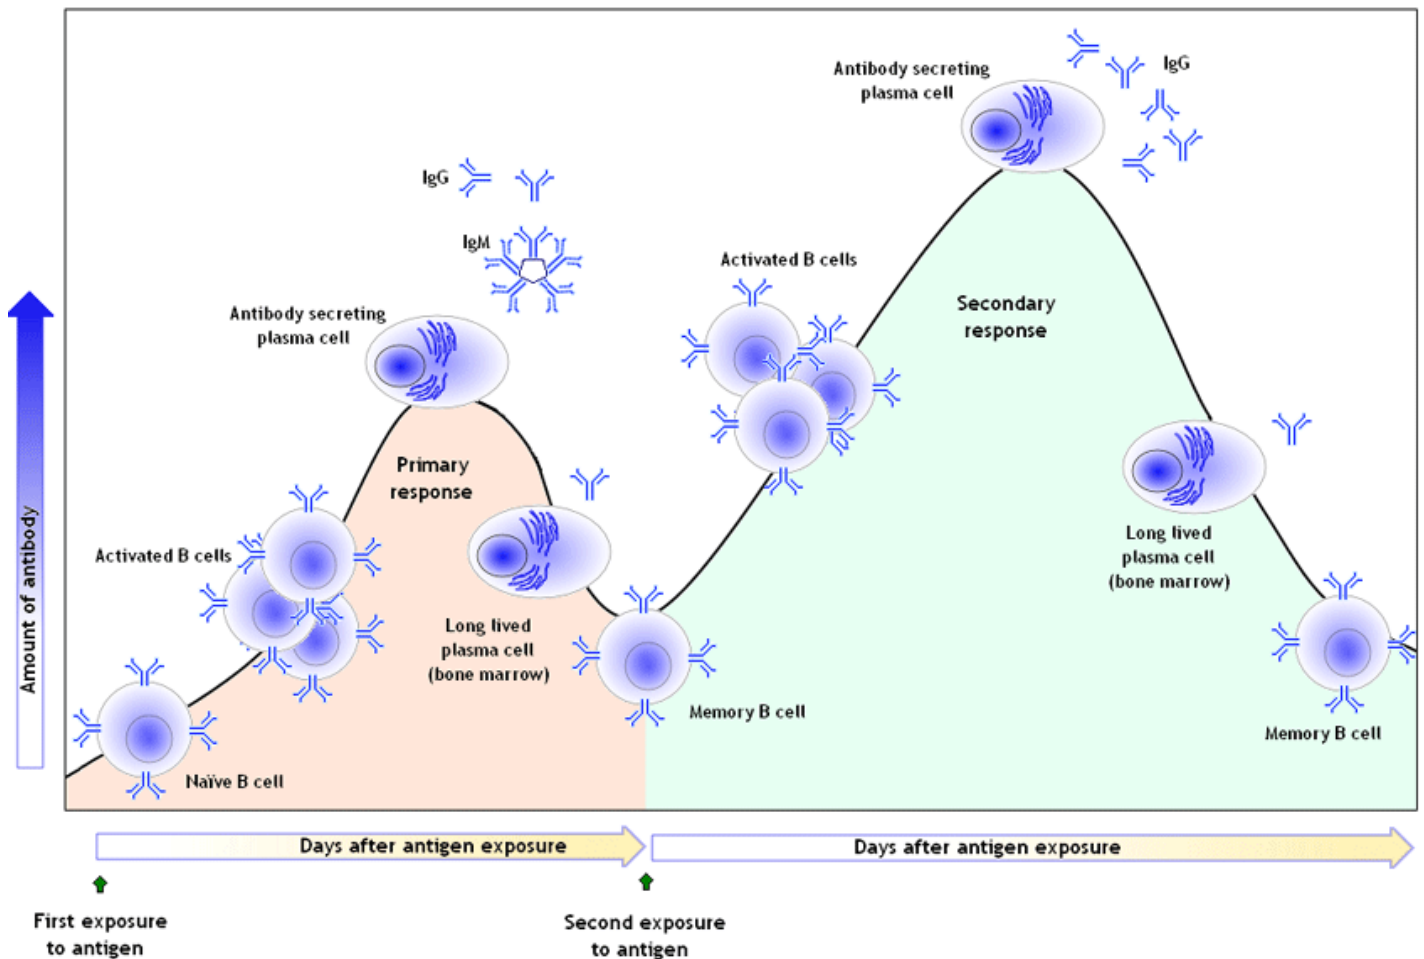 Antibody secreting
plasma cell
IgG
IgG
IgM
Activated B cells
Antibody secreting
plasma cell
Secondary
response
Primary
response
Amount of antibody
Activated B cells
Long lived
plasma cell
(bone marrow)
Long lived
plasma cell
(bone marrow)
Memory B cell
Memory B cell
Naïve B cell
Days after antigen exposure
Days after antigen exposure
First exposure
to antigen
Second exposure
to antigen